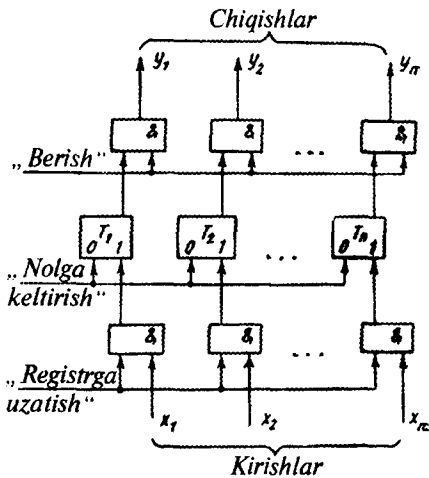 Chiqishlar
y1 y2 yn
& & &
„Berish“
...
T1 T2 Tn
0 1 0 1 0 1
...
„Nolga
keltirish“
& & &
...
„Registrga
uzatish“
x1 x2 xn
Kirishlar